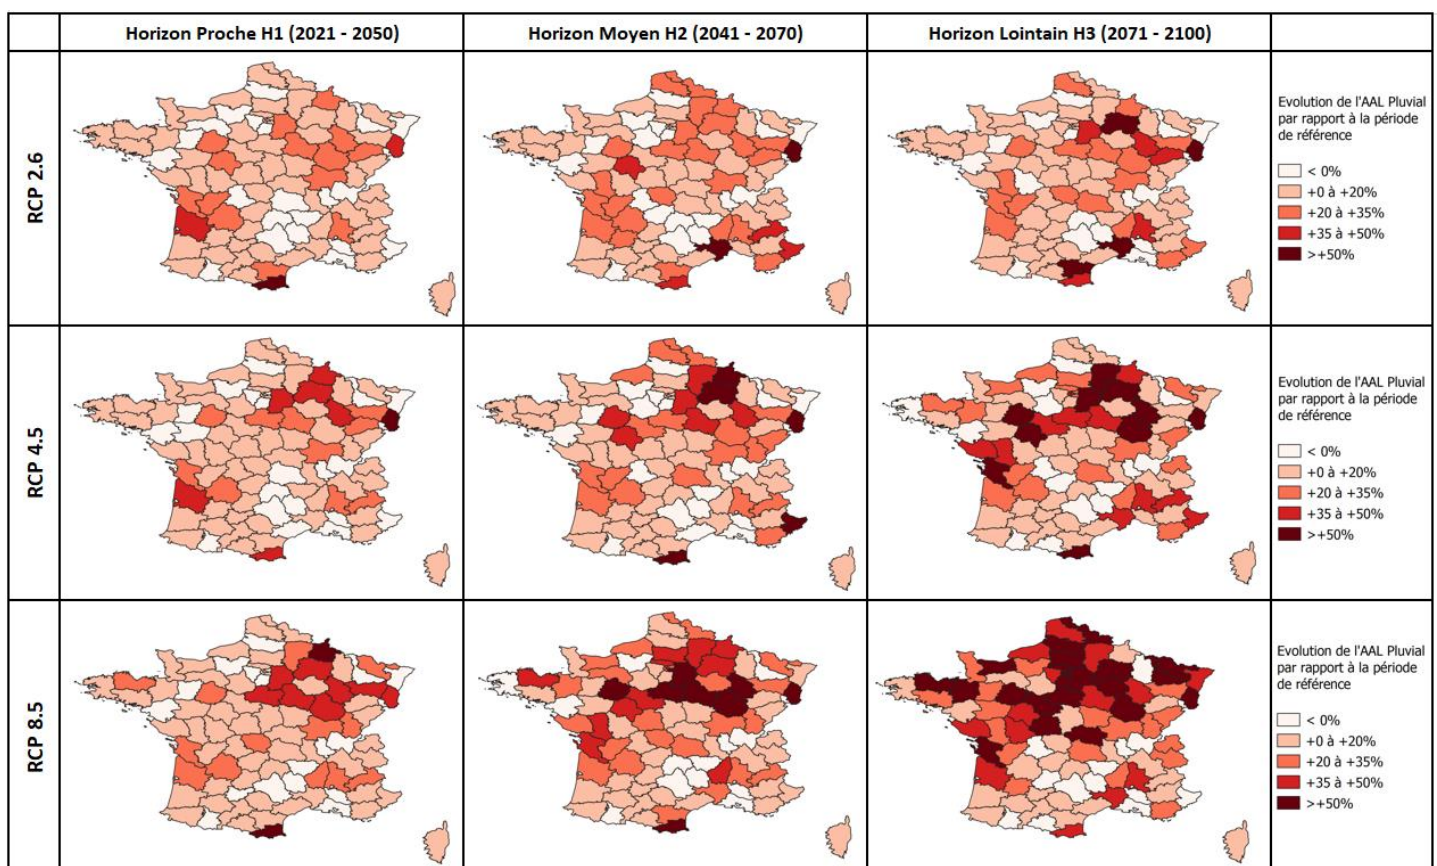 Horizon Proche H1 (2021 - 2050)
Horizon Moyen H2 (2041 - 2070)
Horizon Lointain H3 (2071 - 2100)
RCP 2.6
Evolution de l'AAL Pluvial
par rapport à la période
de référence
< 0%
+0 à +20%
+20 à +35%
+35 à +50%
>+50%
RCP 4.5
Evolution de l'AAL Pluvial
par rapport à la période
de référence
< 0%
+0 à +20%
+20 à +35%
+35 à +50%
>+50%
RCP 8.5
Evolution de l'AAL Pluvial
par rapport à la période
de référence
< 0%
+0 à +20%
+20 à +35%
+35 à +50%
>+50%